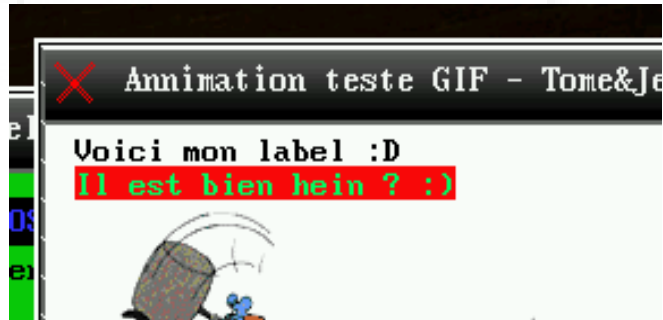 Annimation teste GIF - Tome&Je
Voici mon label :D
Il est bien hein ? :)